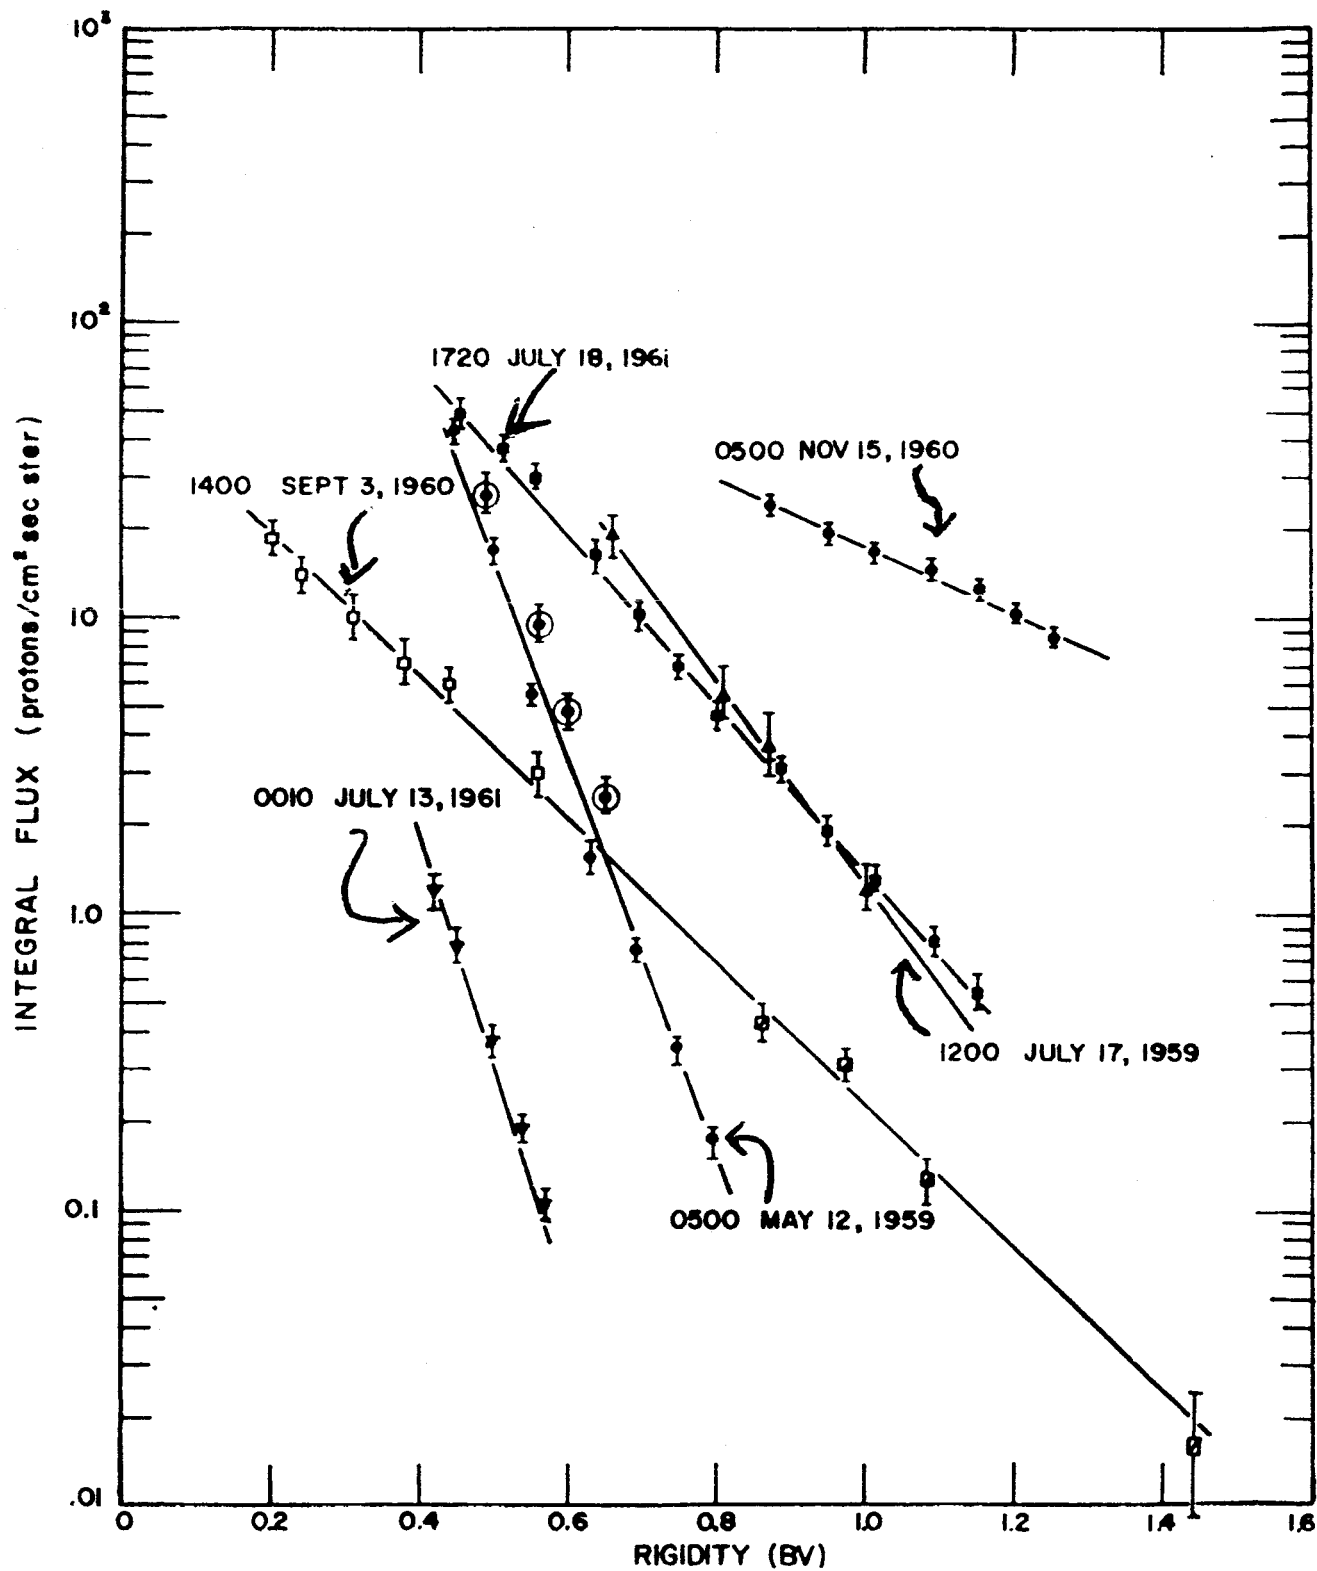 10³
10²
10
1.0
0.1
.01
INTEGRAL FLUX (protons/cm² sec ster)
1720 JULY 18, 1961
0500 NOV 15, 1960
1400 SEPT 3, 1960
0010 JULY 13, 1961
1200 JULY 17, 1959
0500 MAY 12, 1959
0 0.2 0.4 0.6 0.8 1.0 1.2 1.4 1.6
RIGIDITY (BV)